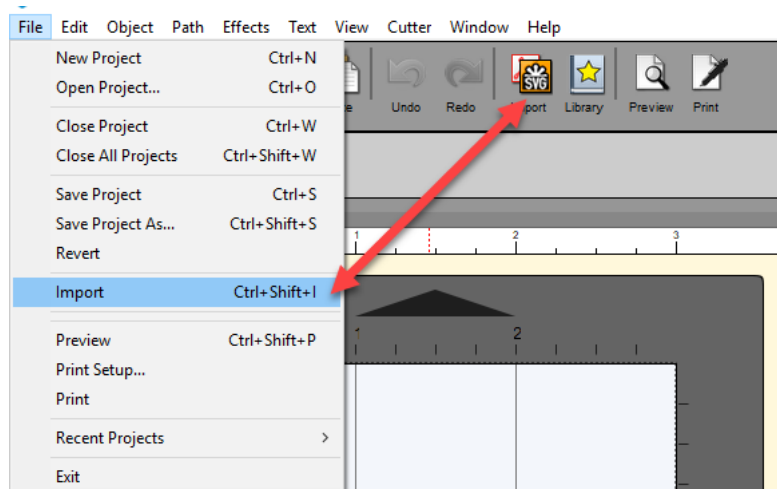 File Edit Object Path Effects Text View Cutter Window Help
New Project Ctrl+N
Open Project... Ctrl+O
Close Project Ctrl+W
Close All Projects Ctrl+Shift+W
Save Project Ctrl+S
Save Project As... Ctrl+Shift+S
Revert
Import Ctrl+Shift+I
Preview Ctrl+Shift+P
Print Setup...
Print
Recent Projects >
Exit
SVG
Undo Redo Library Preview Print
1 2 3
1 2